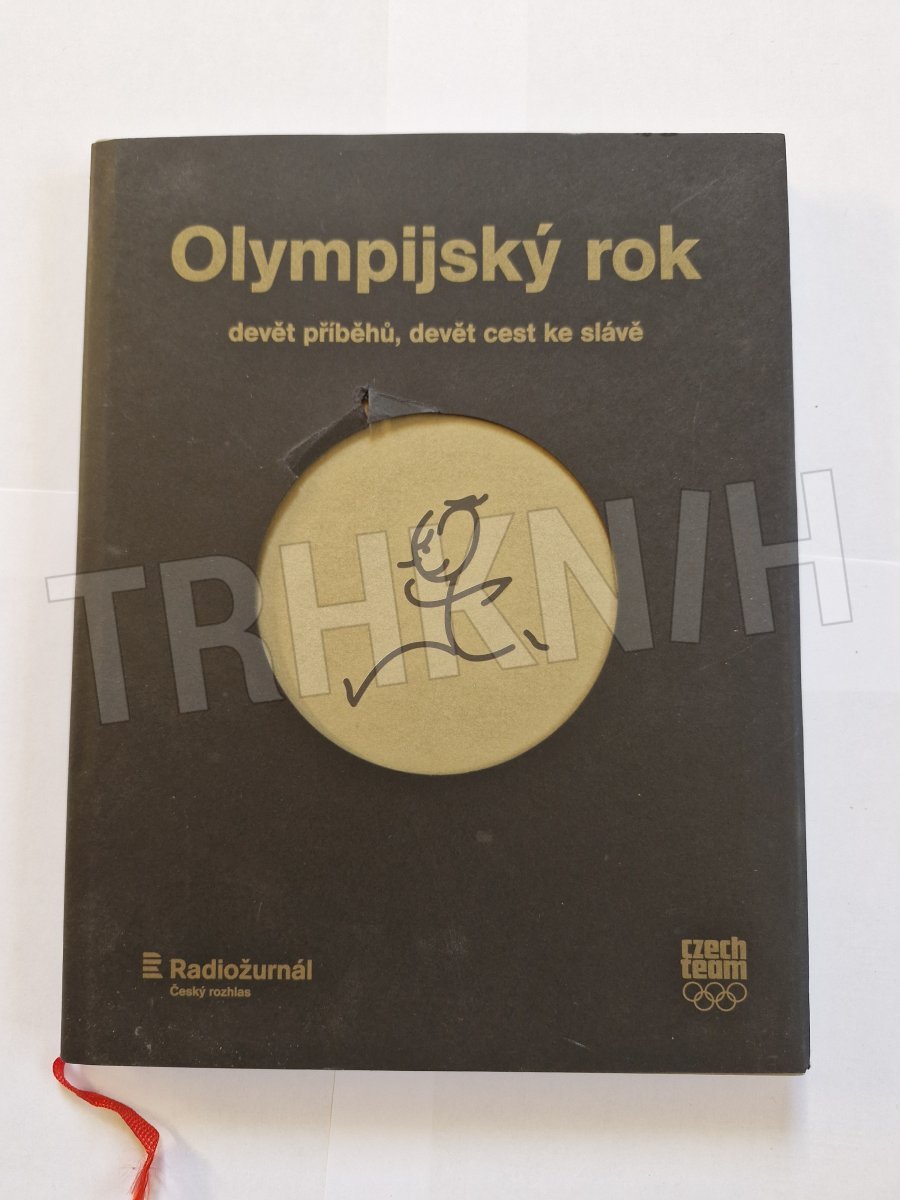 Olympijský rok
devět příběhů, devět cest ke slávě
TRHKNIH
Radiožurnál
Český rozhlas
czech
team